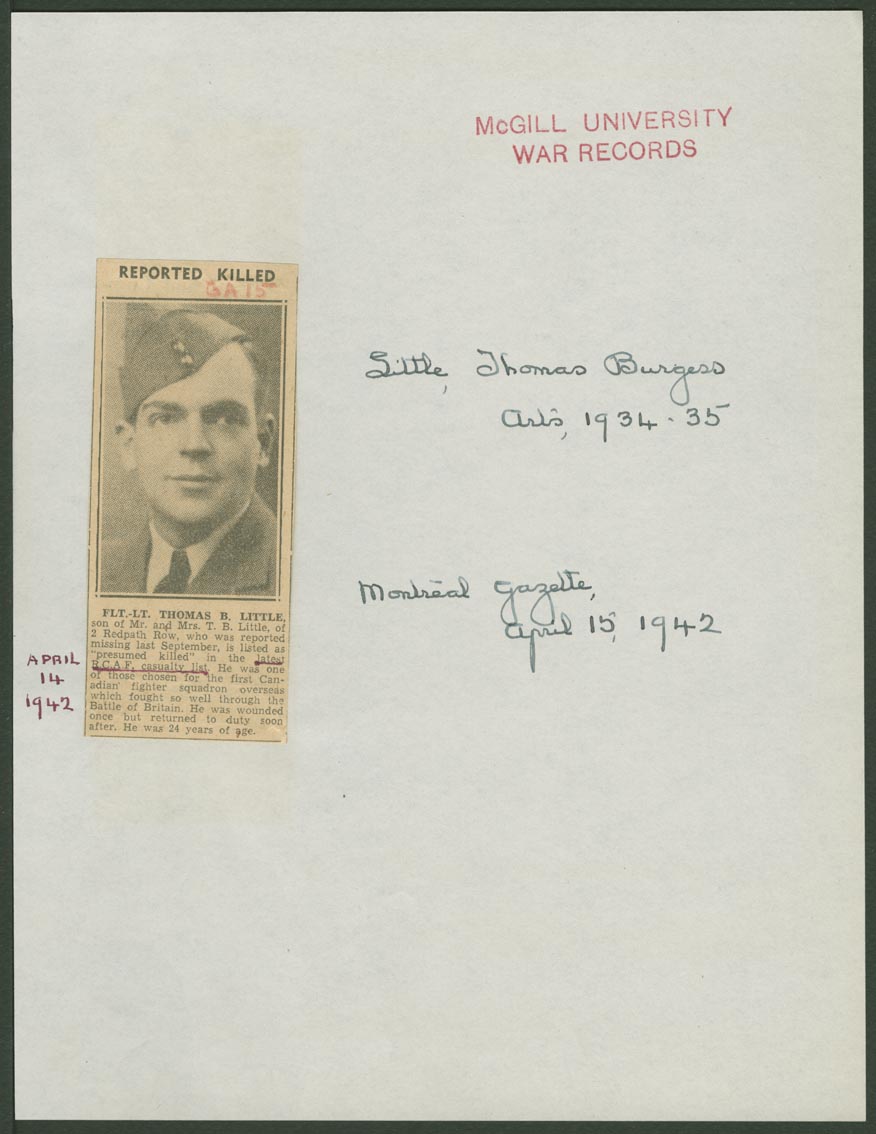 McGILL UNIVERSITY
WAR RECORDS
REPORTED KILLED
GA 15
Little, Thomas Burgess
Arts, 1934-35
Montreal Gazette,
April 15, 1942
FLT.-LT. THOMAS B. LITTLE,
son of Mr. and Mrs. T. B. Little, of
2 Redpath Row, who was reported
missing last September, is listed as
"presumed killed" in the latest
R.C.A.F. casualty list. He was one
of those chosen for the first Can-
adian fighter squadron overseas
which fought so well through the
Battle of Britain. He was wounded
once but returned to duty soon
after. He was 24 years of age.
APRIL
14
1942